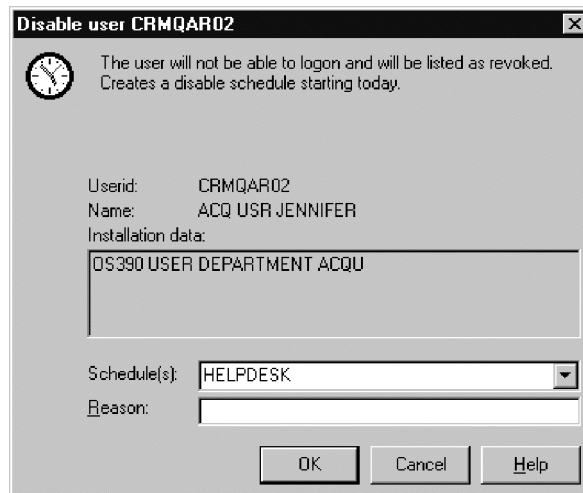 Disable user CRMQAR02
The user will not be able to logon and will be listed as revoked.
Creates a disable schedule starting today.
Userid: CRMQAR02
Name: ACQ USR JENNIFER
Installation data:
OS390 USER DEPARTMENT ACQU
Schedule(s): HELPDESK
Reason:
OK Cancel Help